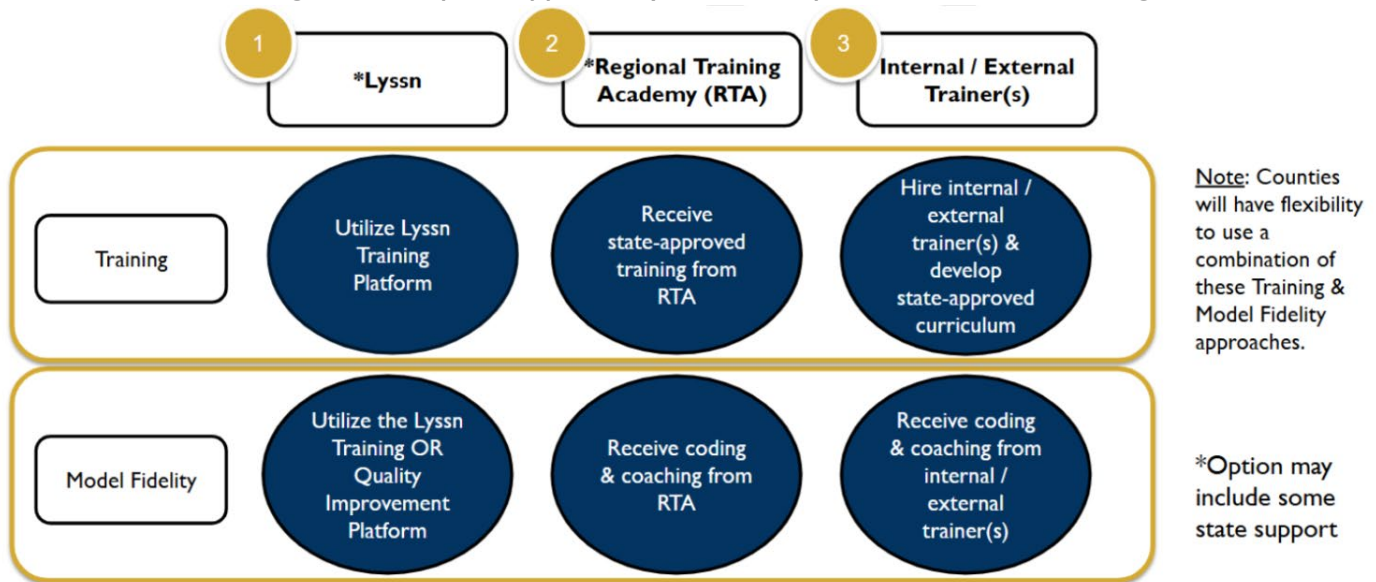 1
*Lyssn
2
*Regional Training
Academy (RTA)
3
Internal / External
Trainer(s)
Training
Utilize Lyssn
Training
Platform
Receive
state-approved
training from
RTA
Hire internal /
external
trainer(s) &
develop
state-approved
curriculum
Note: Counties
will have flexibility
to use a
combination of
these Training &
Model Fidelity
approaches.
Model Fidelity
Utilize the Lyssn
Training OR
Quality
Improvement
Platform
Receive coding
& coaching from
RTA
Receive coding
& coaching from
internal /
external
trainer(s)
*Option may
include some
state support